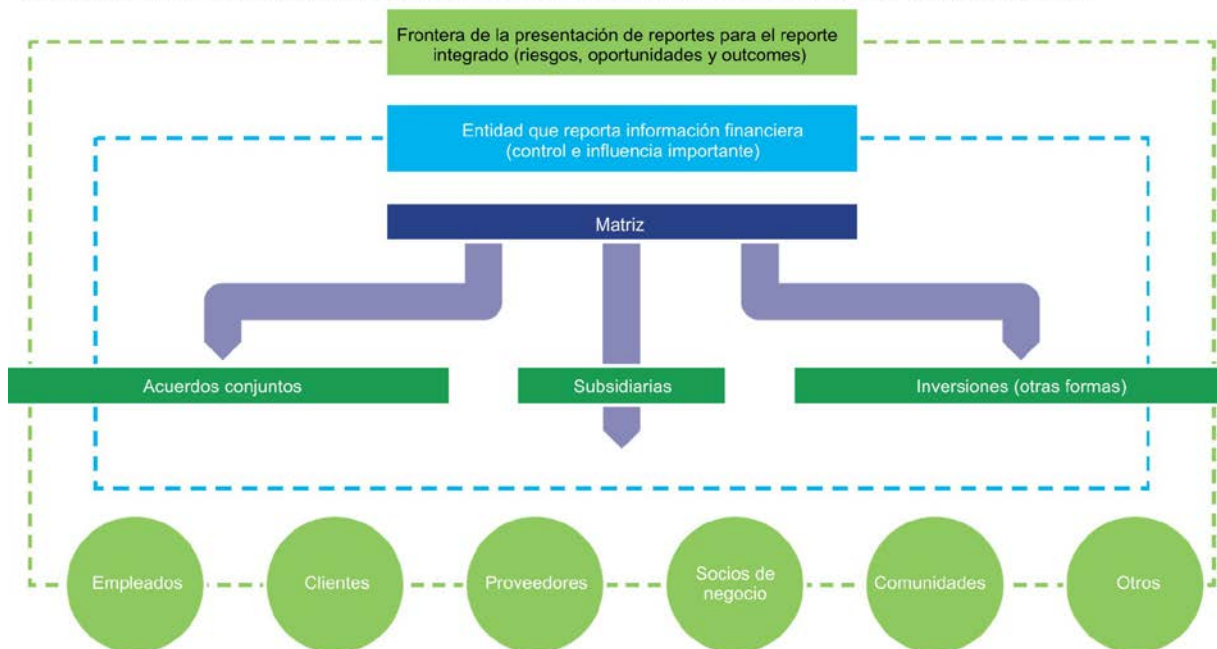 Frontera de la presentación de reportes para el reporte
integrado (riesgos, oportunidades y outcomes)
Entidad que reporta información financiera
(control e influencia importante)
Matriz
Acuerdos conjuntos
Subsidiarias
Inversiones (otras formas)
Empleados
Clientes
Proveedores
Socios de
negocio
Comunidades
Otros